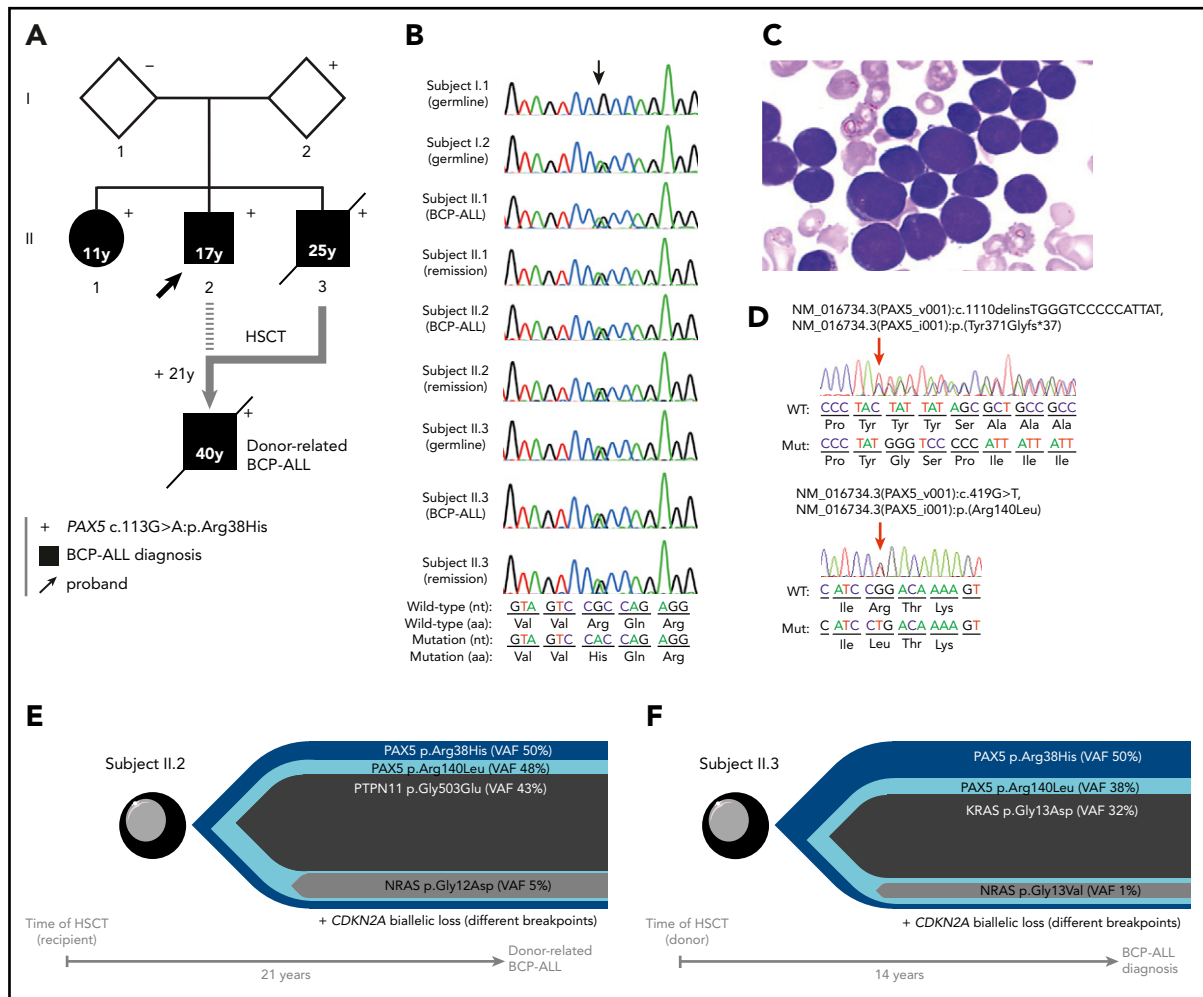 A
I
−
+
1
2
II
11y
+
17y
+
25y
+
1
2
3
HSCT
+ 21y
40y
+
Donor-related
BCP-ALL
+ PAX5 c.113G>A:p.Arg38His
BCP-ALL diagnosis
proband
B
Subject I.1
(germline)
Subject I.2
(germline)
Subject II.1
(BCP-ALL)
Subject II.1
(remission)
Subject II.2
(BCP-ALL)
Subject II.2
(remission)
Subject II.3
(germline)
Subject II.3
(BCP-ALL)
Subject II.3
(remission)
Wild-type (nt): GTA GTC CGC CAG AGG
Wild-type (aa): Val Val Arg Gln Arg
Mutation (nt): GTA GTC CAC CAG AGG
Mutation (aa): Val Val His Gln Arg
C
D
NM_016734.3(PAX5_v001):c.1110delinsTGGGTCCCCCATTAT,
NM_016734.3(PAX5_i001):p.(Tyr371Glyfs*37)
WT: CCC TAC TAT TAT AGC GCT GCC GCC
Pro Tyr Tyr Tyr Ser Ala Ala Ala
Mut: CCC TAT GGG TCC CCC ATT ATT ATT
Pro Tyr Gly Ser Pro Ile Ile Ile
NM_016734.3(PAX5_v001):c.419G>T,
NM_016734.3(PAX5_i001):p.(Arg140Leu)
WT: C ATC CGG ACA AAA GT
Ile Arg Thr Lys
Mut: C ATC CTG ACA AAA GT
Ile Leu Thr Lys
E
Subject II.2
PAX5 p.Arg38His (VAF 50%)
PAX5 p.Arg140Leu (VAF 48%)
PTPN11 p.Gly503Glu (VAF 43%)
NRAS p.Gly12Asp (VAF 5%)
+ CDKN2A biallelic loss (different breakpoints)
Time of HSCT
(recipient)
21 years
Donor-related
BCP-ALL
F
Subject II.3
PAX5 p.Arg38His (VAF 50%)
PAX5 p.Arg140Leu (VAF 38%)
KRAS p.Gly13Asp (VAF 32%)
NRAS p.Gly13Val (VAF 1%)
+ CDKN2A biallelic loss (different breakpoints)
Time of HSCT
(donor)
14 years
BCP-ALL
diagnosis